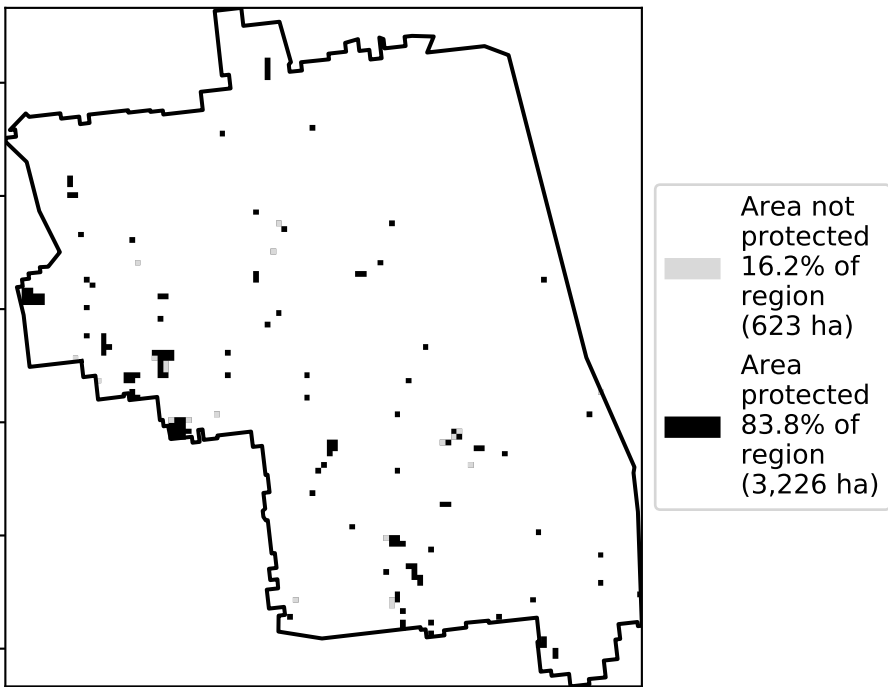 Area not
protected
16.2% of
region
(623 ha)
Area
protected
83.8% of
region
(3,226 ha)